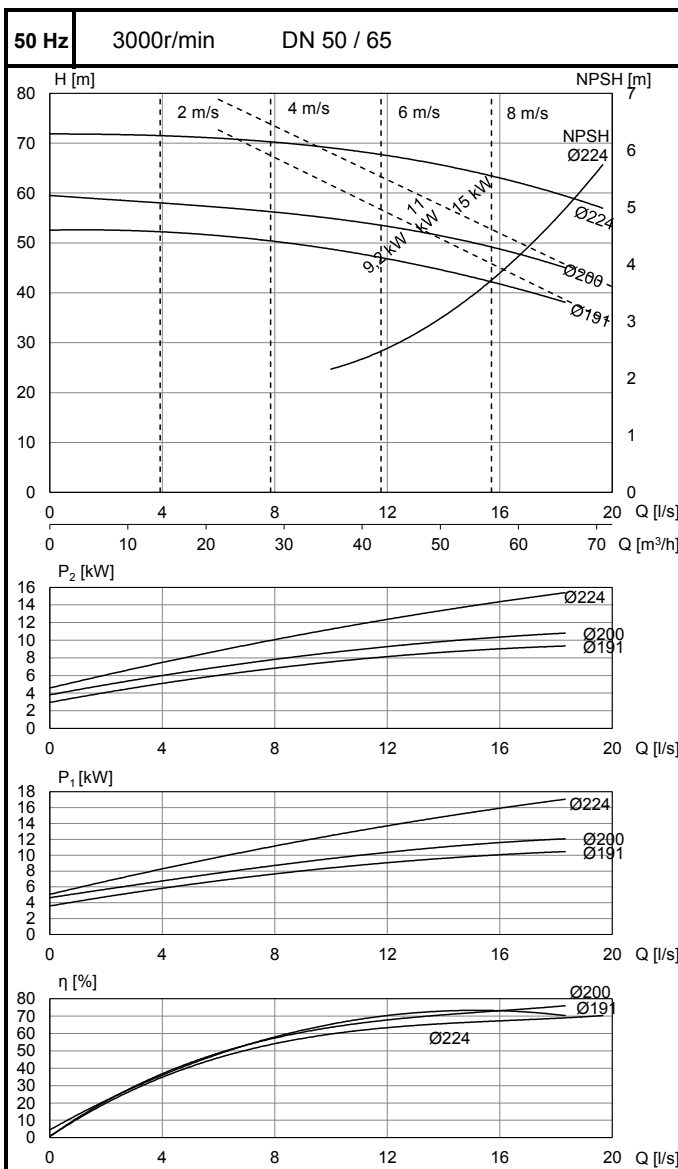 50 Hz 3000r/min DN 50 / 65
H [m] NPSH [m]
80 7
2 m/s 4 m/s 6 m/s 8 m/s
NPSH
Ø224
70 6
60 5
Ø224
11 kW 15 kW
9,2 kW
50 4
Ø200
40 3
Ø191
30
20 2
10 1
0 0
0 4 8 12 16 20 Q [l/s]
0 10 20 30 40 50 60 70 Q [m³/h]
P₂ [kW]
16
14
12
10
8
6
4
2
0
Ø224
Ø200
Ø191
0 4 8 12 16 20 Q [l/s]
P₁ [kW]
18
16
14
12
10
8
6
4
2
0
Ø224
Ø200
Ø191
0 4 8 12 16 20 Q [l/s]
η [%]
80
70
60
50
40
30
20
10
0
Ø200
Ø191
Ø224
0 4 8 12 16 20 Q [l/s]